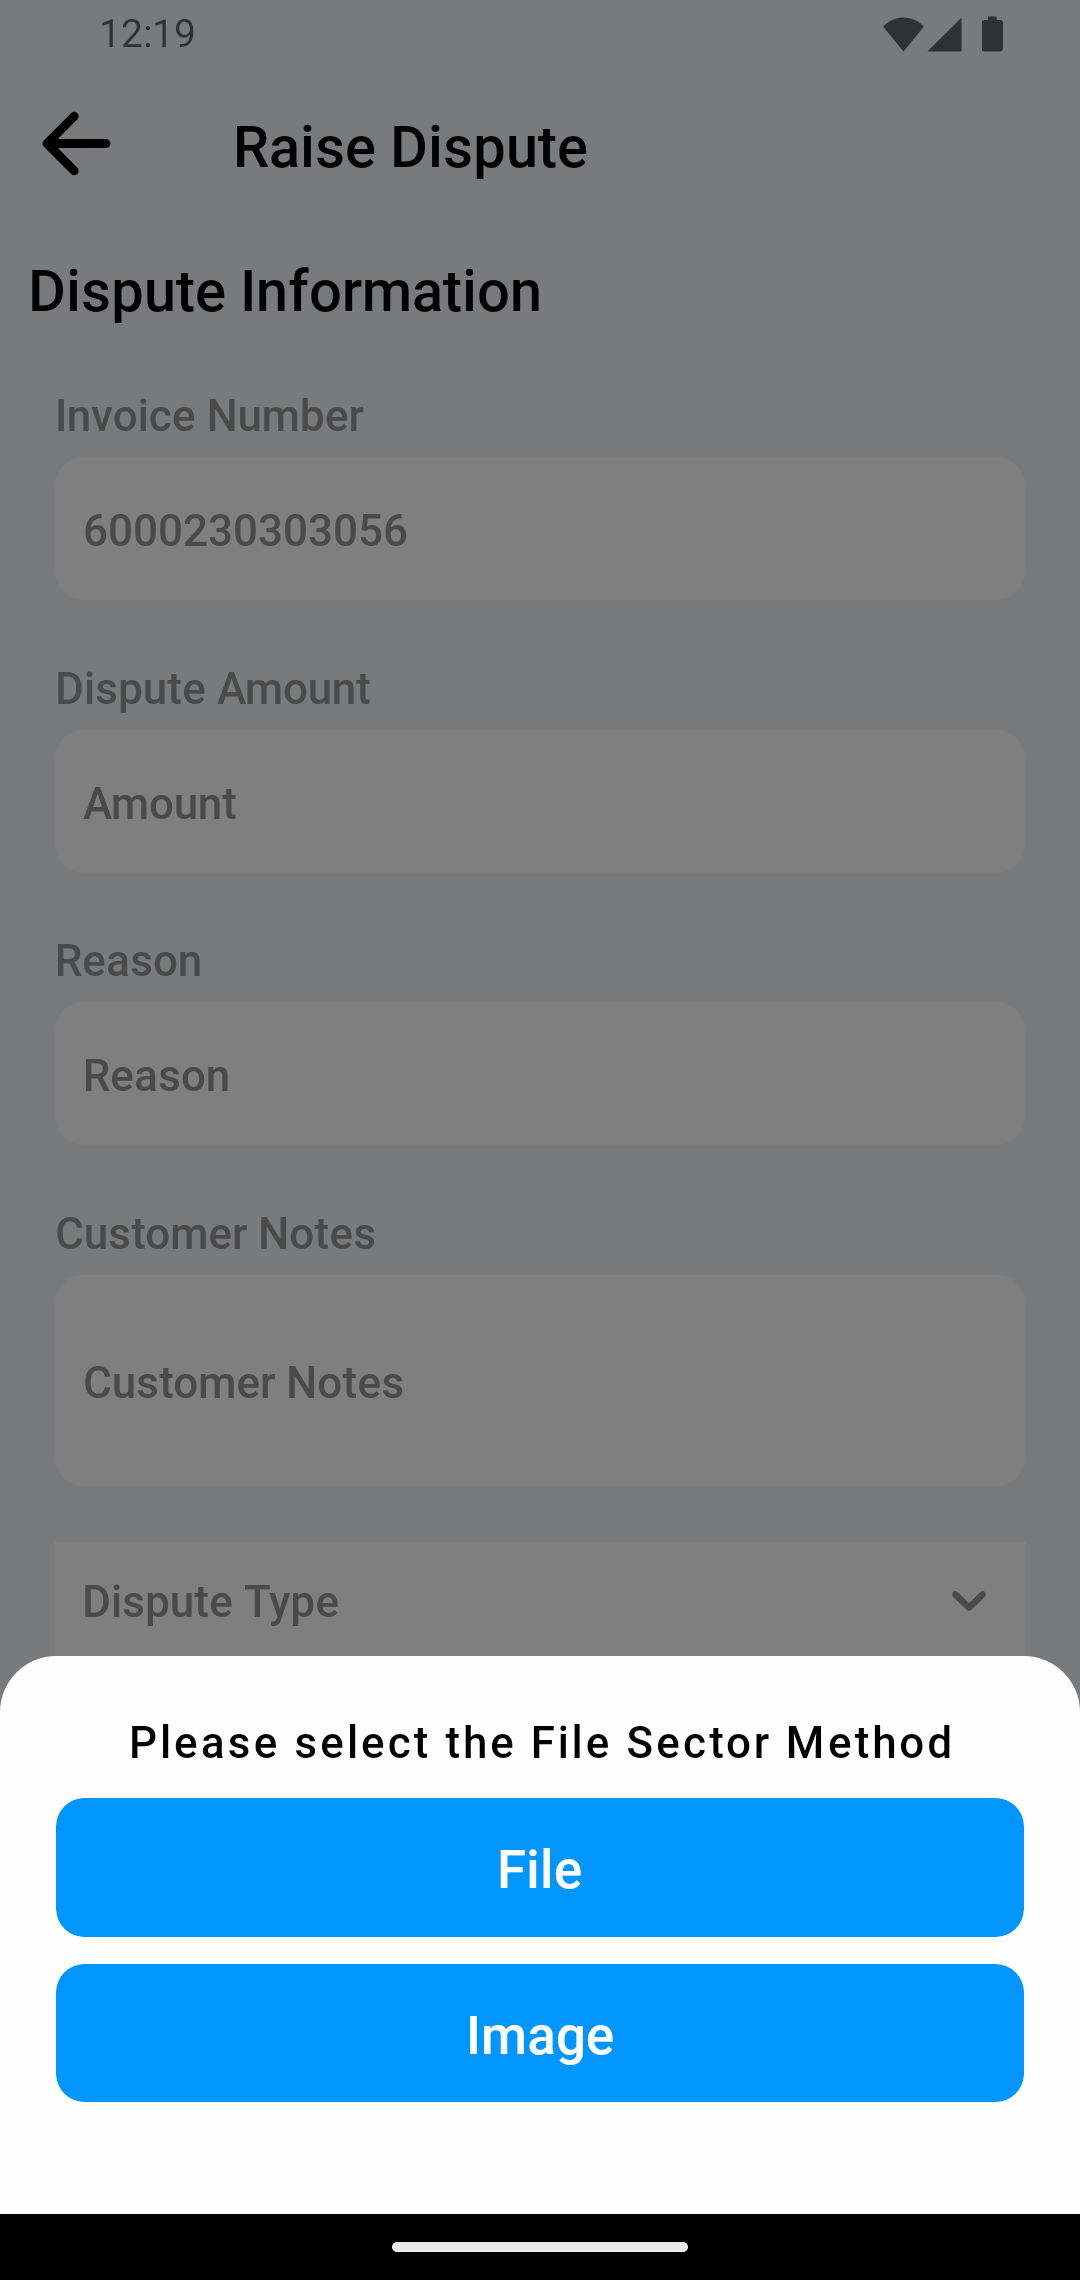 12:19
Raise Dispute
Dispute Information
Invoice Number
6000230303056
Dispute Amount
Amount
Reason
Reason
Customer Notes
Customer Notes
Dispute Type
Please select the File Sector Method
File
Image